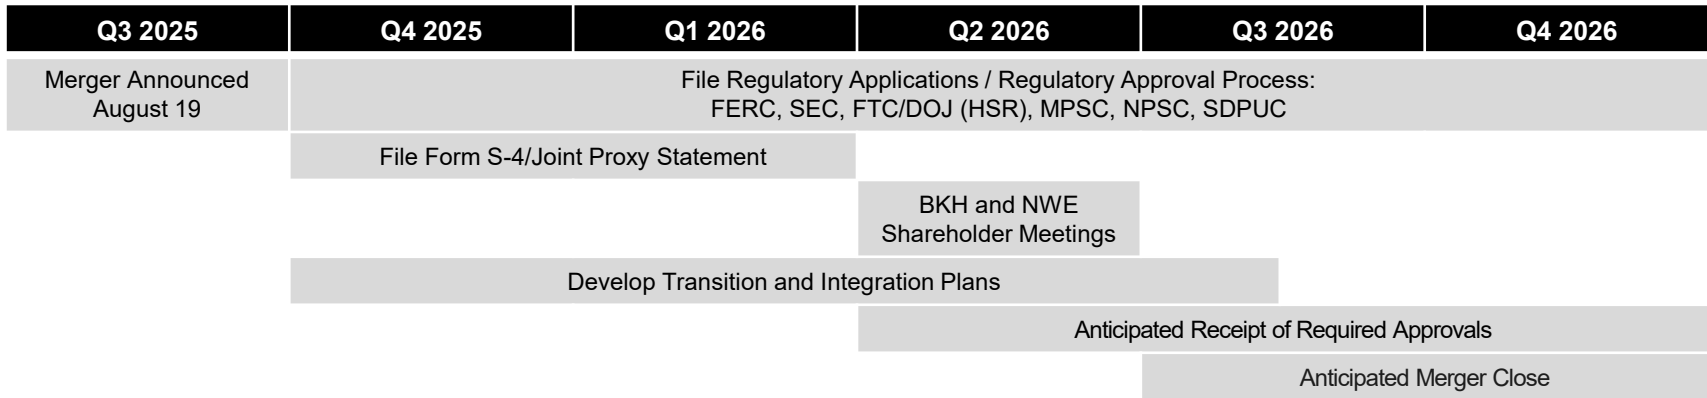 Q3 2025 Q4 2025 Q1 2026 Q2 2026 Q3 2026 Q4 2026
Merger Announced
August 19
File Regulatory Applications / Regulatory Approval Process:
FERC, SEC, FTC/DOJ (HSR), MPSC, NPSC, SDPUC
File Form S-4/Joint Proxy Statement
BKH and NWE
Shareholder Meetings
Develop Transition and Integration Plans
Anticipated Receipt of Required Approvals
Anticipated Merger Close